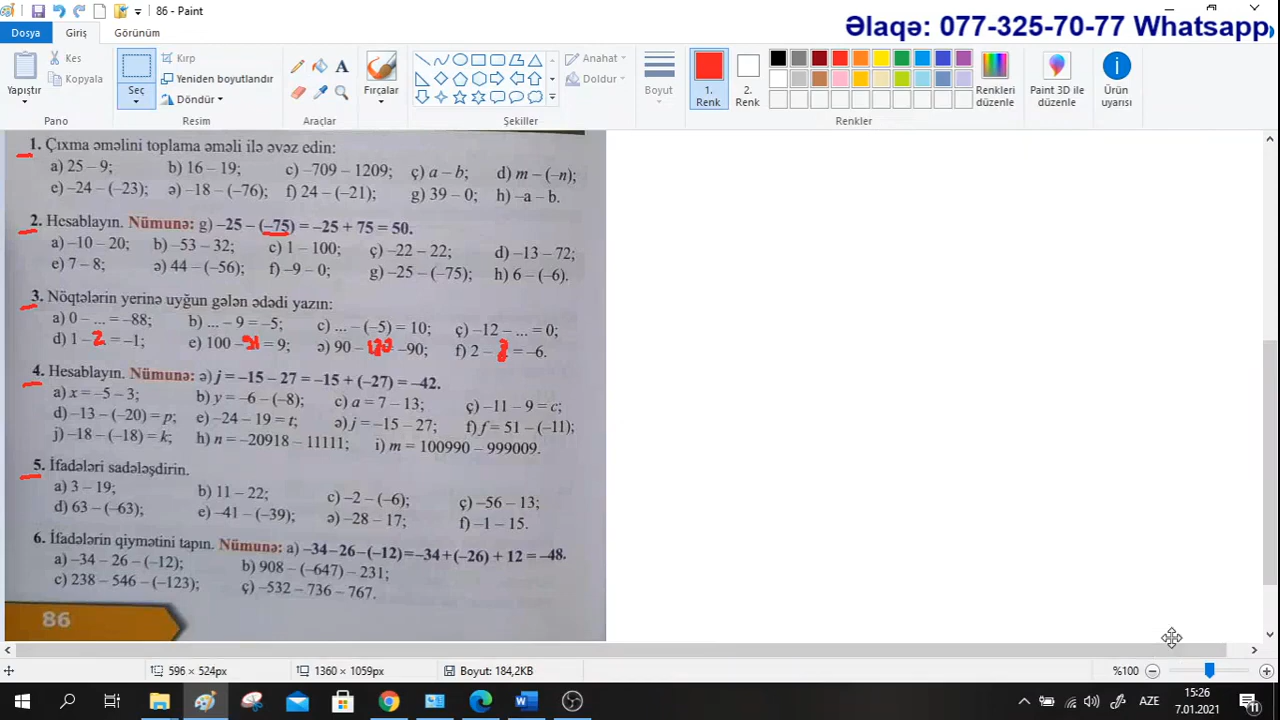 86 - Paint
Əlaqə: 077-325-70-77 Whatsapp
Dosya
Giriş
Görünüm
Yapıştır
Kes
Kopyala
Pano
Seç
Kırp
Yeniden boyutlandır
Döndür
Resim
Araçlar
Fırçalar
Şekiller
Anahat
Doldur
Boyut
1. Renk
2. Renk
Renkler
Renkleri düzenle
Paint 3D ile düzenle
Ürün uyarısı
1. Çıxma əməlini toplama əməli ilə əvəz edin:
a) 25 – 9; b) 16 – 19; c) –709 – 1209; ç) a – b; d) m – (–n);
e) –24 – (–23); ə) –18 – (–76); f) 24 – (–21); g) 39 – 0; h) –a – b.
2. Hesablayın. Nümunə: g) –25 – (–75) = –25 + 75 = 50.
a) –10 – 20; b) –53 – 32; c) 1 – 100; ç) –22 – 22; d) –13 – 72;
e) 7 – 8; ə) 44 – (–56); f) –9 – 0; g) –25 – (–75); h) 6 – (–6).
3. Nöqtələrin yerinə uyğun gələn ədədi yazın:
a) 0 – ... = –88; b) ... – 9 = –5; c) ... – (–5) = 10; ç) –12 – ... = 0;
d) 1 – 2 = –1; e) 100 – 91 = 9; ə) 90 – 180 = –90; f) 2 – = –6.
4. Hesablayın. Nümunə: ə) j = –15 – 27 = –15 + (–27) = –42.
a) x = –5 – 3; b) y = –6 – (–8); c) a = 7 – 13; ç) –11 – 9 = c;
d) –13 – (–20) = p; e) –24 – 19 = t; ə) j = –15 – 27; f) f = 51 – (–11);
j) –18 – (–18) = k; h) n = –20918 – 11111; i) m = 100990 – 999009.
5. İfadələri sadələşdirin.
a) 3 – 19; b) 11 – 22; c) –2 – (–6); ç) –56 – 13;
d) 63 – (–63); e) –41 – (–39); ə) –28 – 17; f) –1 – 15.
6. İfadələrin qiymətini tapın. Nümunə: a) –34–26–(–12)=–34+(–26) + 12 = –48.
a) –34 – 26 – (–12); b) 908 – (–647) – 231;
c) 238 – 546 – (–123); ç) –532 – 736 – 767.
86
596 × 524px
1360 × 1059px
Boyut: 184,2KB
%100
AZE
15:26
7.01.2021
11